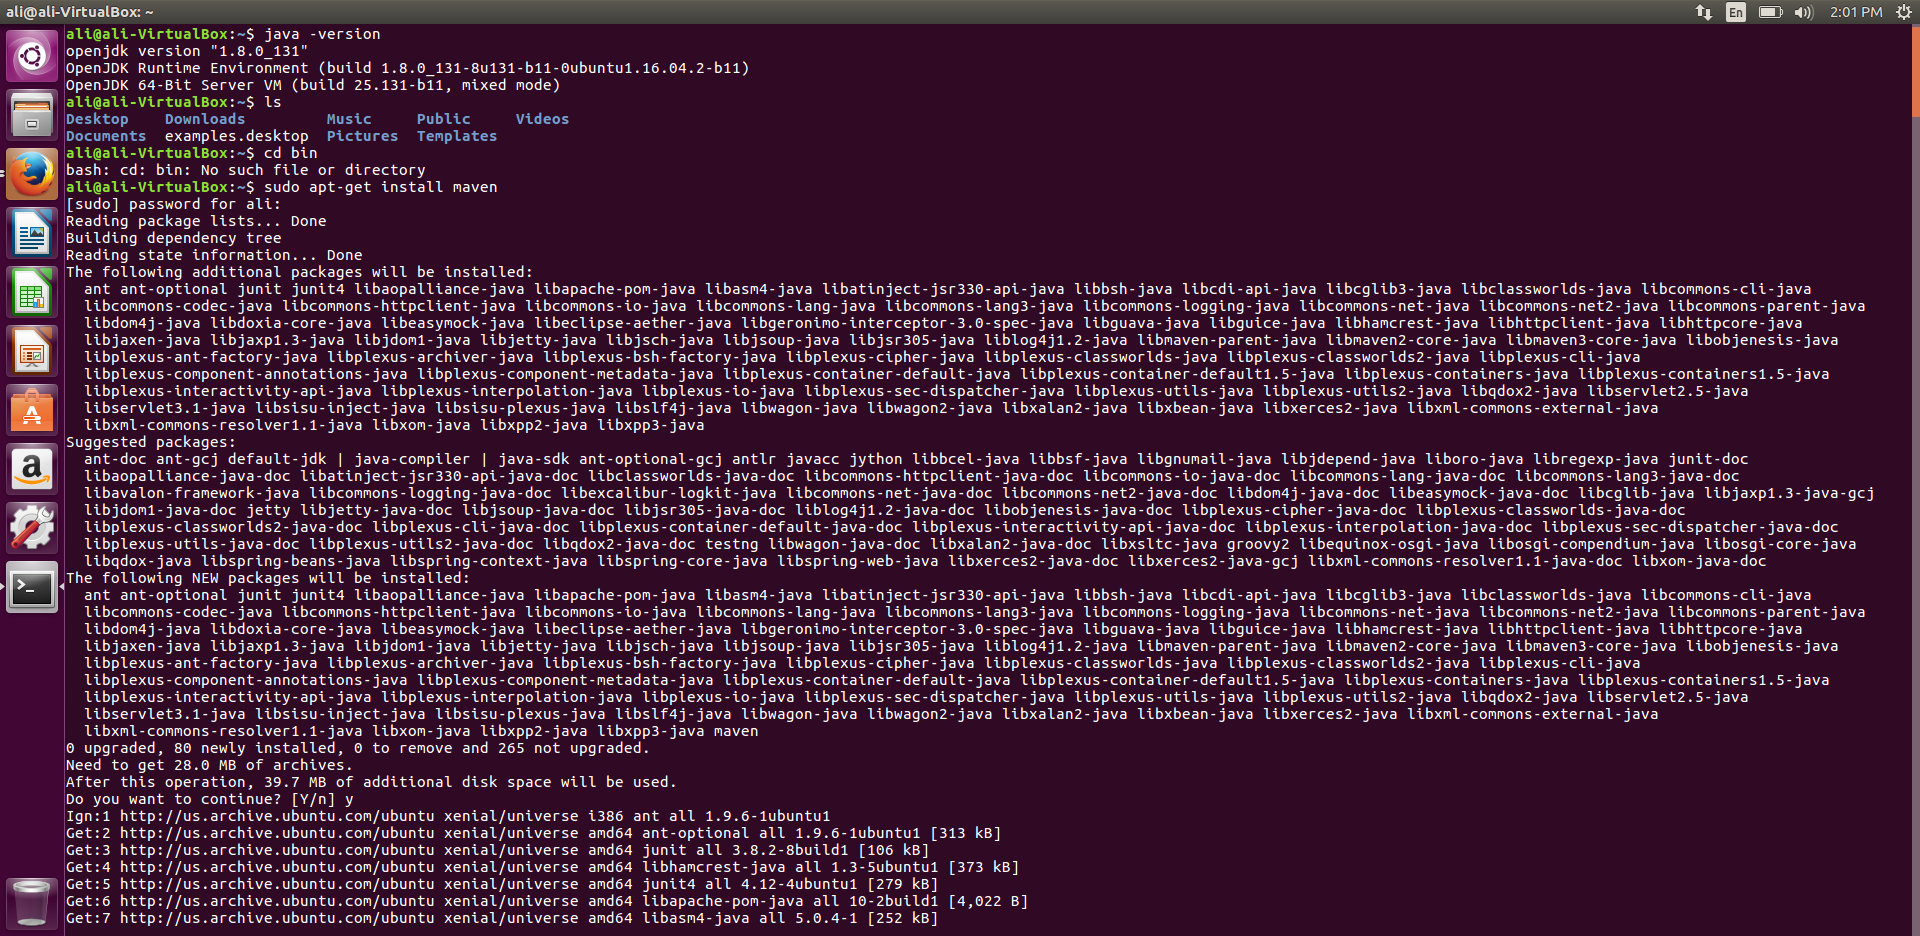 ali@ali-VirtualBox: ~
En
2:01 PM
ali@ali-VirtualBox:~$ java -version
openjdk version "1.8.0_131"
OpenJDK Runtime Environment (build 1.8.0_131-8u131-b11-0ubuntu1.16.04.2-b11)
OpenJDK 64-Bit Server VM (build 25.131-b11, mixed mode)
ali@ali-VirtualBox:~$ ls
Desktop    Downloads         Music     Public     Videos
Documents  examples.desktop  Pictures  Templates
ali@ali-VirtualBox:~$ cd bin
bash: cd: bin: No such file or directory
ali@ali-VirtualBox:~$ sudo apt-get install maven
[sudo] password for ali:
Reading package lists... Done
Building dependency tree
Reading state information... Done
The following additional packages will be installed:
  ant ant-optional junit junit4 libaopalliance-java libapache-pom-java libasm4-java libatinject-jsr330-api-java libbsh-java libcdi-api-java libcglib3-java libclassworlds-java libcommons-cli-java
  libcommons-codec-java libcommons-httpclient-java libcommons-io-java libcommons-lang-java libcommons-lang3-java libcommons-logging-java libcommons-net-java libcommons-net2-java libcommons-parent-java
  libdom4j-java libdoxia-core-java libeasymock-java libeclipse-aether-java libgeronimo-interceptor-3.0-spec-java libguava-java libguice-java libhamcrest-java libhttpclient-java libhttpcore-java
  libjaxen-java libjaxp1.3-java libjdom1-java libjetty-java libjsch-java libjsoup-java libjsr305-java liblog4j1.2-java libmaven-parent-java libmaven2-core-java libmaven3-core-java libobjenesis-java
  libplexus-ant-factory-java libplexus-archiver-java libplexus-bsh-factory-java libplexus-cipher-java libplexus-classworlds-java libplexus-classworlds2-java libplexus-cli-java
  libplexus-component-annotations-java libplexus-component-metadata-java libplexus-container-default-java libplexus-container-default1.5-java libplexus-containers-java libplexus-containers1.5-java
  libplexus-interactivity-api-java libplexus-interpolation-java libplexus-io-java libplexus-sec-dispatcher-java libplexus-utils-java libplexus-utils2-java libqdox2-java libservlet2.5-java
  libservlet3.1-java libsisu-inject-java libsisu-plexus-java libslf4j-java libwagon-java libwagon2-java libxalan2-java libxbean-java libxerces2-java libxml-commons-external-java
  libxml-commons-resolver1.1-java libxom-java libxpp2-java libxpp3-java
Suggested packages:
  ant-doc ant-gcj default-jdk | java-compiler | java-sdk ant-optional-gcj antlr javacc jython libbcel-java libbsf-java libgnumail-java libjdepend-java liboro-java libregexp-java junit-doc
  libaopalliance-java-doc libatinject-jsr330-api-java-doc libclassworlds-java-doc libcommons-httpclient-java-doc libcommons-io-java-doc libcommons-lang-java-doc libcommons-lang3-java-doc
  libavalon-framework-java libcommons-logging-java-doc libexcalibur-logkit-java libcommons-net-java-doc libcommons-net2-java-doc libdom4j-java-doc libeasymock-java-doc libcglib-java libjaxp1.3-java-gcj
  libjdom1-java-doc jetty libjetty-java-doc libjsoup-java-doc libjsr305-java-doc liblog4j1.2-java-doc libobjenesis-java-doc libplexus-cipher-java-doc libplexus-classworlds-java-doc
  libplexus-classworlds2-java-doc libplexus-cli-java-doc libplexus-container-default-java-doc libplexus-interactivity-api-java-doc libplexus-interpolation-java-doc libplexus-sec-dispatcher-java-doc
  libplexus-utils-java-doc libplexus-utils2-java-doc libqdox2-java-doc testng libwagon-java-doc libxalan2-java-doc libxsltc-java groovy2 libequinox-osgi-java libosgi-compendium-java libosgi-core-java
  libqdox-java libspring-beans-java libspring-context-java libspring-core-java libspring-web-java libxerces2-java-doc libxerces2-java-gcj libxml-commons-resolver1.1-java-doc libxom-java-doc
The following NEW packages will be installed:
  ant ant-optional junit junit4 libaopalliance-java libapache-pom-java libasm4-java libatinject-jsr330-api-java libbsh-java libcdi-api-java libcglib3-java libclassworlds-java libcommons-cli-java
  libcommons-codec-java libcommons-httpclient-java libcommons-io-java libcommons-lang-java libcommons-lang3-java libcommons-logging-java libcommons-net-java libcommons-net2-java libcommons-parent-java
  libdom4j-java libdoxia-core-java libeasymock-java libeclipse-aether-java libgeronimo-interceptor-3.0-spec-java libguava-java libguice-java libhamcrest-java libhttpclient-java libhttpcore-java
  libjaxen-java libjaxp1.3-java libjdom1-java libjetty-java libjsch-java libjsoup-java libjsr305-java liblog4j1.2-java libmaven-parent-java libmaven2-core-java libmaven3-core-java libobjenesis-java
  libplexus-ant-factory-java libplexus-archiver-java libplexus-bsh-factory-java libplexus-cipher-java libplexus-classworlds-java libplexus-classworlds2-java libplexus-cli-java
  libplexus-component-annotations-java libplexus-component-metadata-java libplexus-container-default-java libplexus-container-default1.5-java libplexus-containers-java libplexus-containers1.5-java
  libplexus-interactivity-api-java libplexus-interpolation-java libplexus-io-java libplexus-sec-dispatcher-java libplexus-utils-java libplexus-utils2-java libqdox2-java libservlet2.5-java
  libservlet3.1-java libsisu-inject-java libsisu-plexus-java libslf4j-java libwagon-java libwagon2-java libxalan2-java libxbean-java libxerces2-java libxml-commons-external-java
  libxml-commons-resolver1.1-java libxom-java libxpp2-java libxpp3-java maven
0 upgraded, 80 newly installed, 0 to remove and 265 not upgraded.
Need to get 28.0 MB of archives.
After this operation, 39.7 MB of additional disk space will be used.
Do you want to continue? [Y/n] y
Ign:1 http://us.archive.ubuntu.com/ubuntu xenial/universe i386 ant all 1.9.6-1ubuntu1
Get:2 http://us.archive.ubuntu.com/ubuntu xenial/universe amd64 ant-optional all 1.9.6-1ubuntu1 [313 kB]
Get:3 http://us.archive.ubuntu.com/ubuntu xenial/universe amd64 junit all 3.8.2-8build1 [106 kB]
Get:4 http://us.archive.ubuntu.com/ubuntu xenial/universe amd64 libhamcrest-java all 1.3-5ubuntu1 [373 kB]
Get:5 http://us.archive.ubuntu.com/ubuntu xenial/universe amd64 junit4 all 4.12-4ubuntu1 [279 kB]
Get:6 http://us.archive.ubuntu.com/ubuntu xenial/universe amd64 libapache-pom-java all 10-2build1 [4,022 B]
Get:7 http://us.archive.ubuntu.com/ubuntu xenial/universe amd64 libasm4-java all 5.0.4-1 [252 kB]